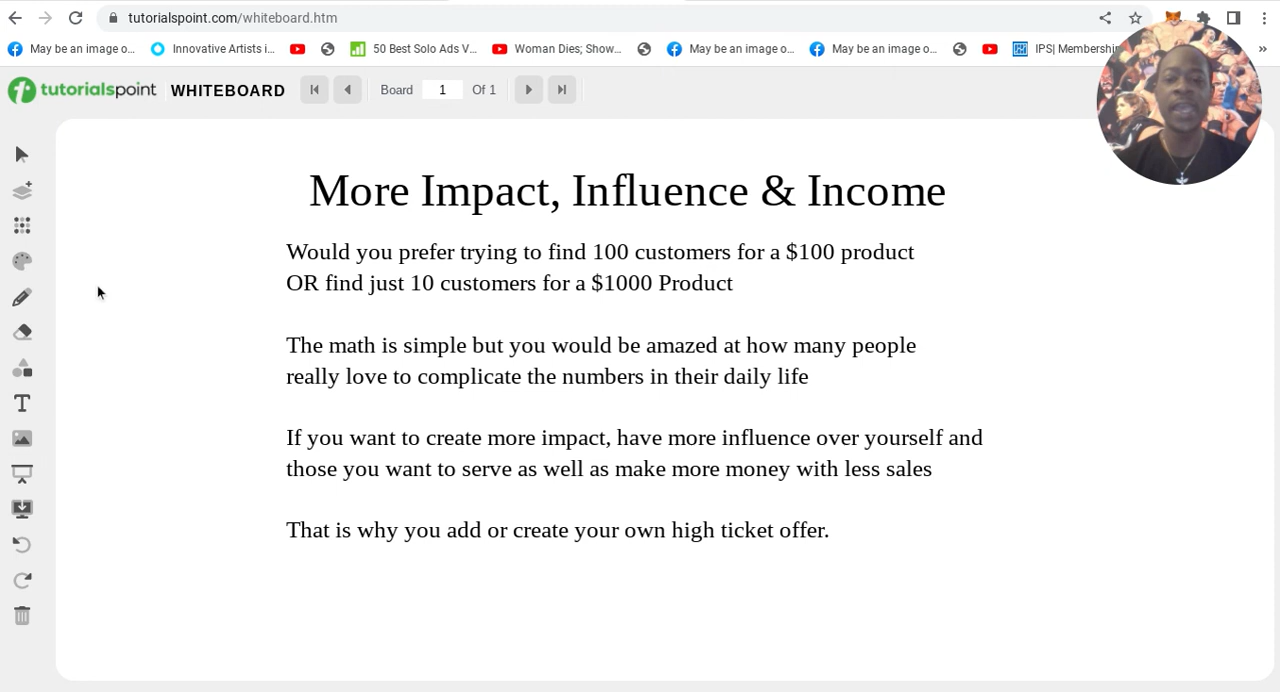 tutorialspoint.com/whiteboard.htm
May be an image o...
Innovative Artists i...
50 Best Solo Ads V...
Woman Dies; Show...
May be an image o...
May be an image o...
IPS| Membership
»
tutorialspoint WHITEBOARD Board 1 Of 1
More Impact, Influence & Income
Would you prefer trying to find 100 customers for a $100 product
OR find just 10 customers for a $1000 Product
The math is simple but you would be amazed at how many people
really love to complicate the numbers in their daily life
If you want to create more impact, have more influence over yourself and
those you want to serve as well as make more money with less sales
That is why you add or create your own high ticket offer.